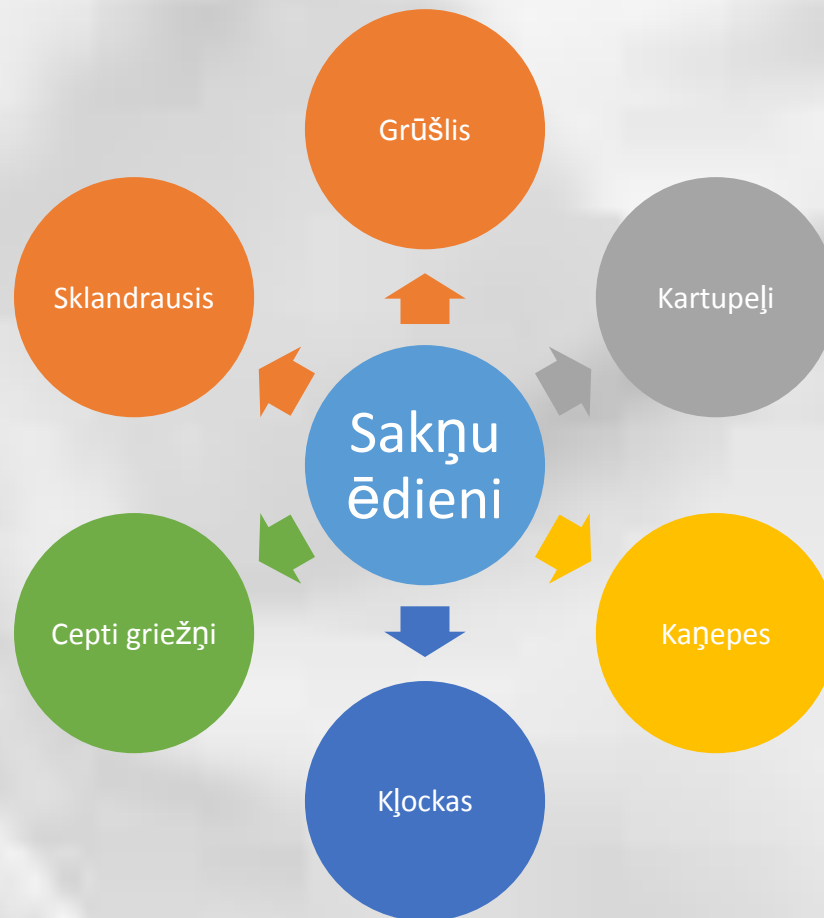 Grūšlis
Sklandrausis
Kartupeļi
Sakņu
ēdieni
Cepti griežņi
Kaņepes
Kļockas